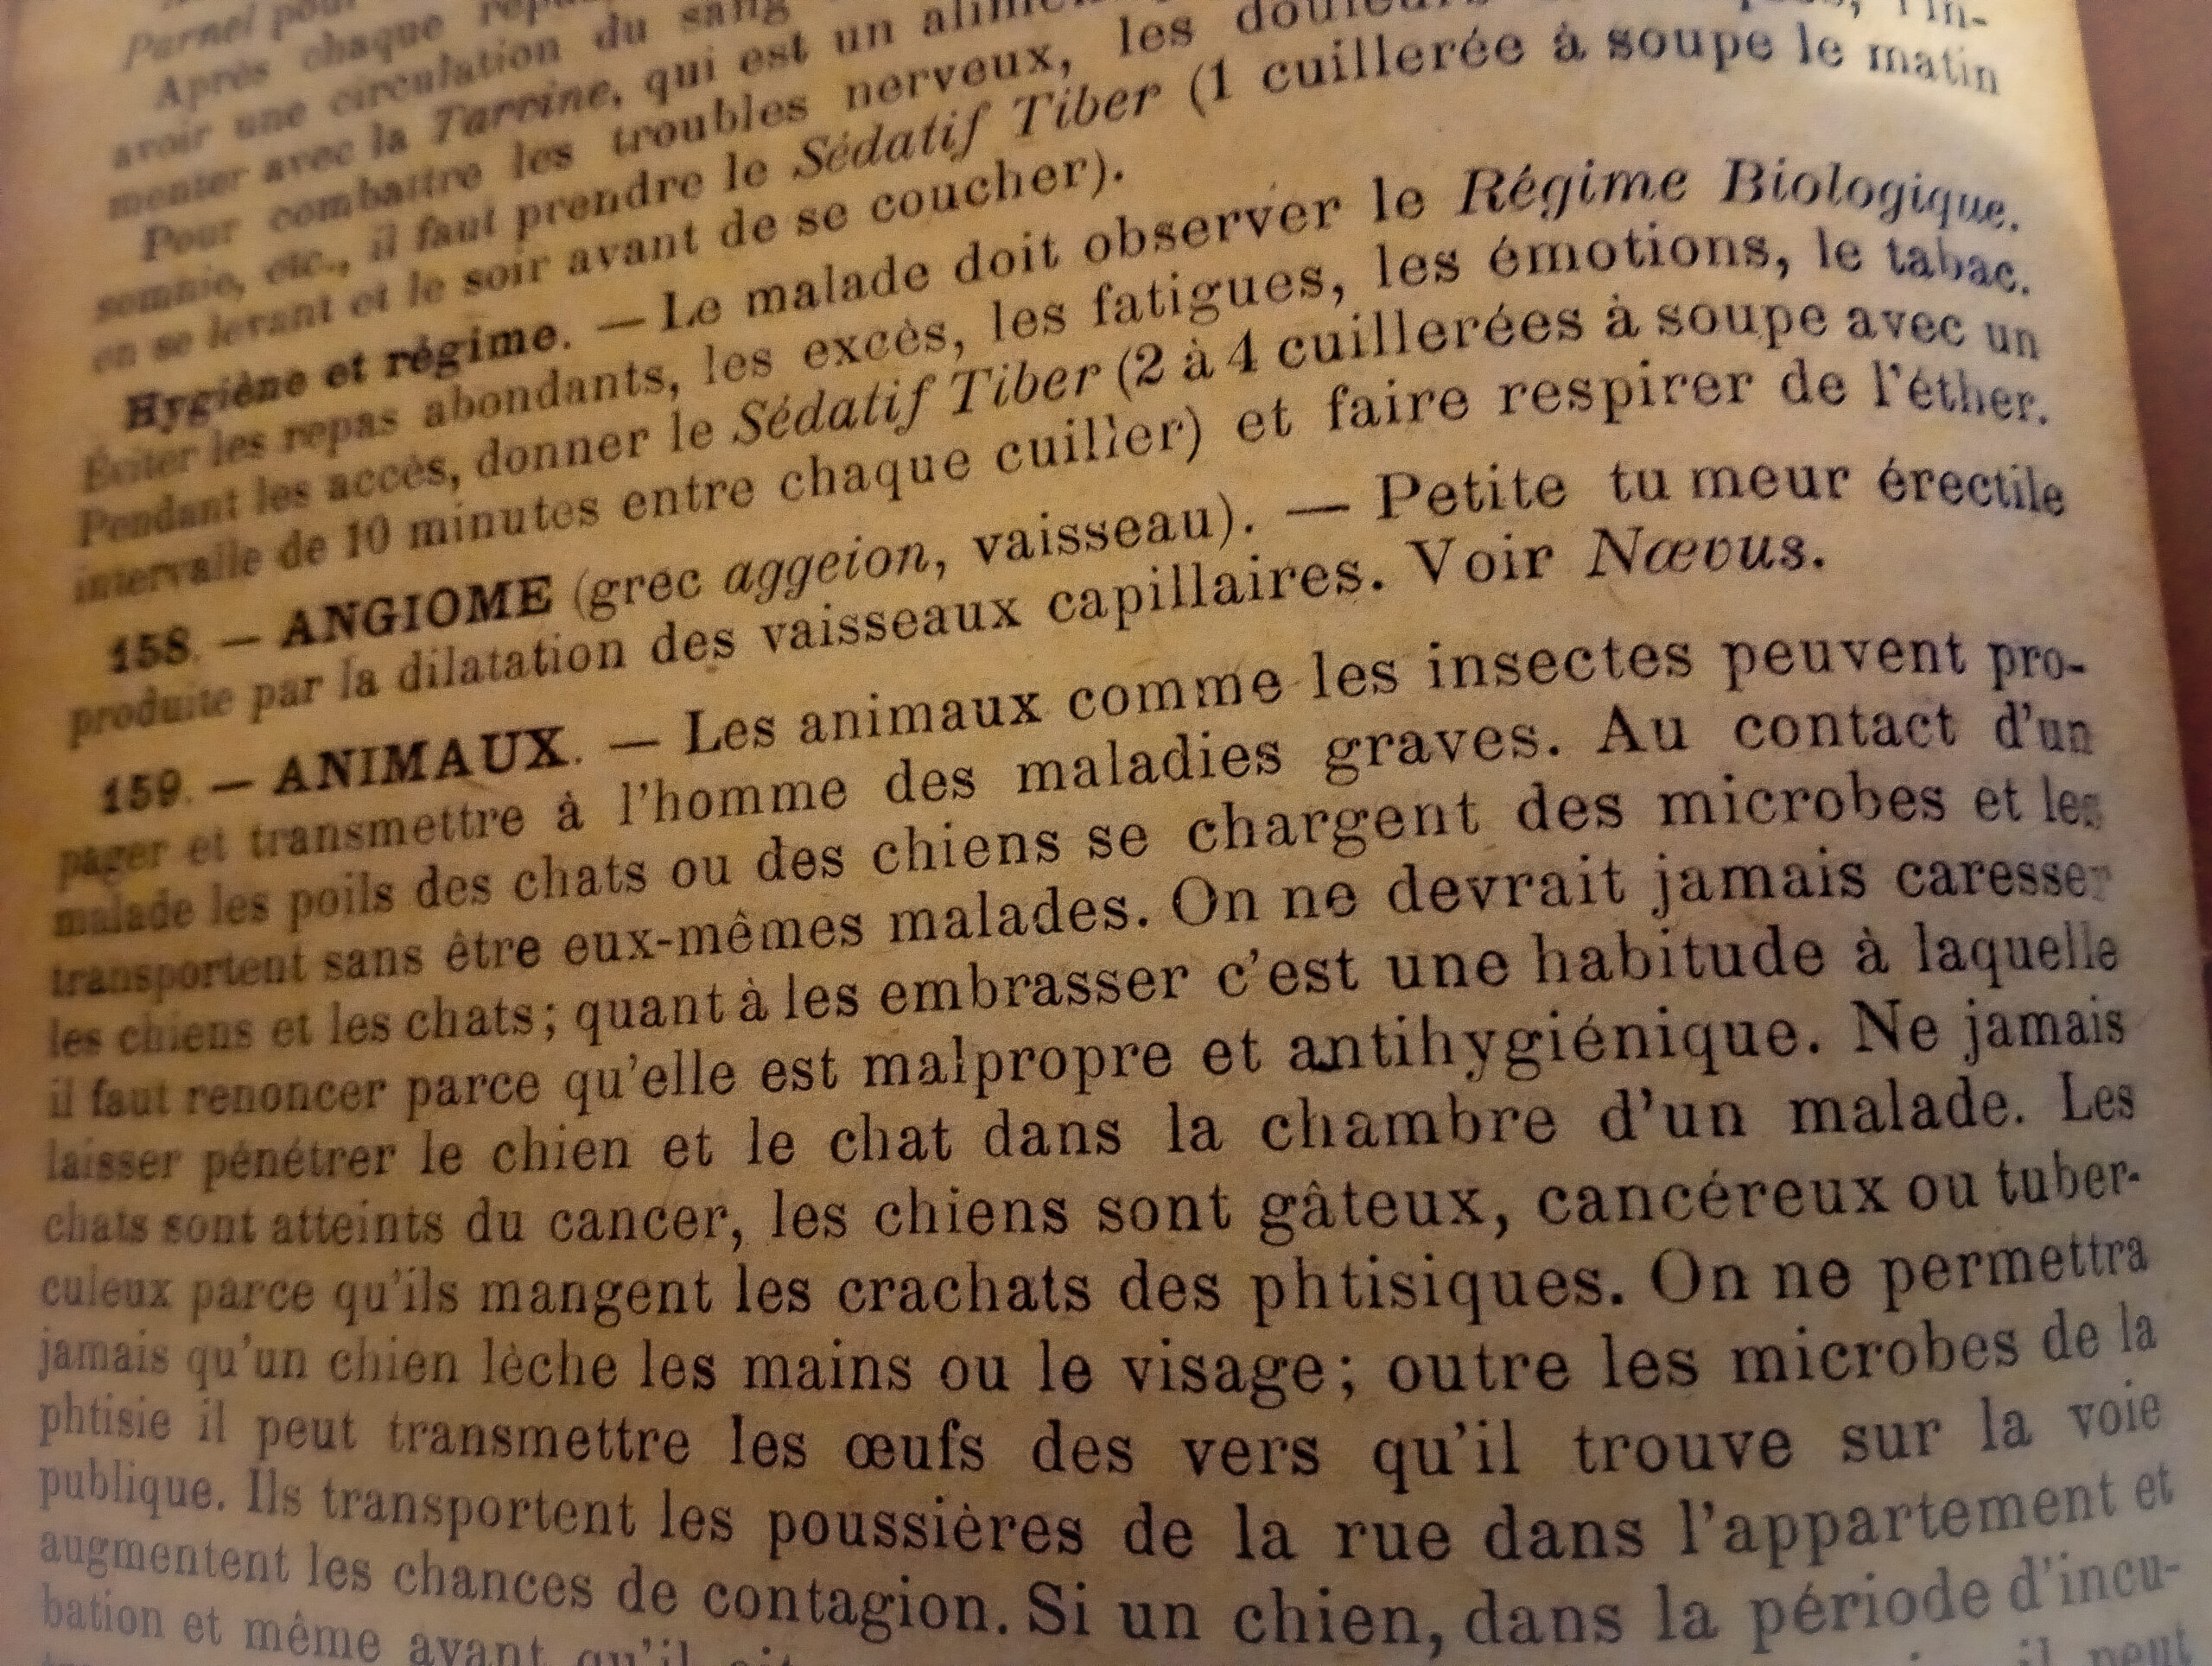 Parnel pour
Après chaque repas
avoir une circulation du sang
menter avec la Tarvine, qui est un
Pour combattre les troubles nerveux, les douleurs l'in-
somnie, etc., il faut prendre le Sédatif Tiber (1 cuillerée à soupe le matin
en se levant et le soir avant de se coucher).
Hygiène et régime. — Le malade doit observer le Régime Biologique.
Éviter les repas abondants, les excès, les fatigues, les émotions, le tabac.
Pendant les accès, donner le Sédatif Tiber (2 à 4 cuillerées à soupe avec un
intervalle de 10 minutes entre chaque cuiller) et faire respirer de l'éther.
158. — ANGIOME (grec aggeion, vaisseau). — Petite tu meur érectile
produite par la dilatation des vaisseaux capillaires. Voir Nœvus.
159. — ANIMAUX. — Les animaux comme les insectes peuvent pro-
pager et transmettre à l'homme des maladies graves. Au contact d'un
malade les poils des chats ou des chiens se chargent des microbes et les
transportent sans être eux-mêmes malades. On ne devrait jamais caresser
les chiens et les chats; quant à les embrasser c'est une habitude à laquelle
il faut renoncer parce qu'elle est malpropre et antihygiénique. Ne jamais
laisser pénétrer le chien et le chat dans la chambre d'un malade. Les
chats sont atteints du cancer, les chiens sont gâteux, cancéreux ou tuber-
culeux parce qu'ils mangent les crachats des phtisiques. On ne permettra
jamais qu'un chien lèche les mains ou le visage; outre les microbes de la
phtisie il peut transmettre les œufs des vers qu'il trouve sur la voie
publique. Ils transportent les poussières de la rue dans l'appartement et
augmentent les chances de contagion. Si un chien, dans la période d'incu-
bation et même avant qu'il ait
il peut